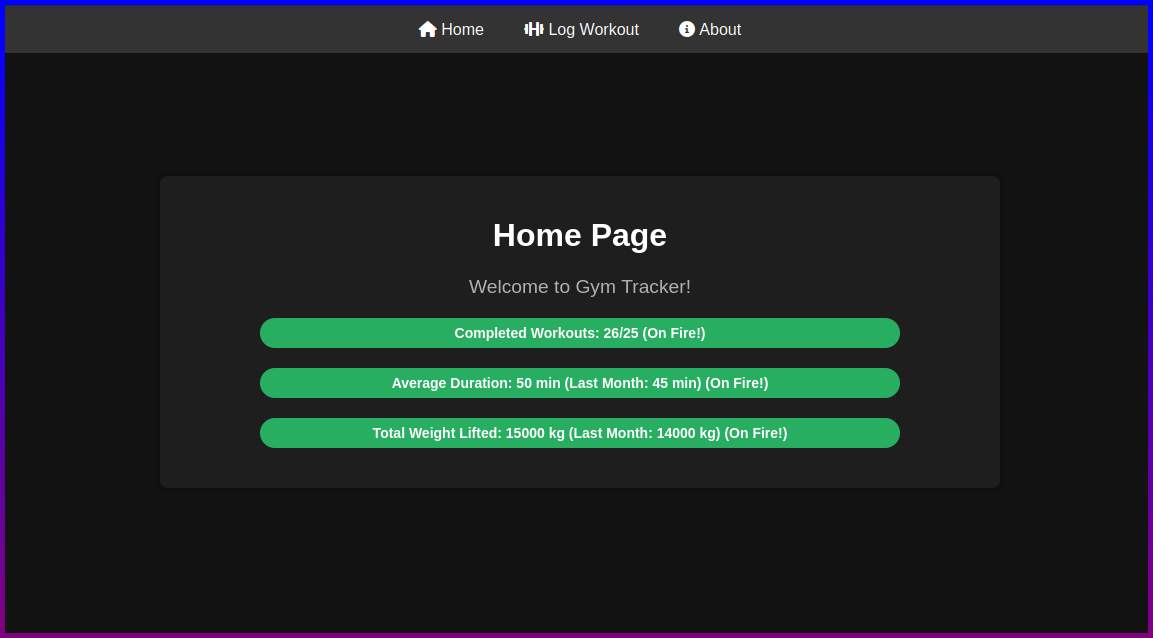 Home Log Workout About
Home Page
Welcome to Gym Tracker!
Completed Workouts: 26/25 (On Fire!)
Average Duration: 50 min (Last Month: 45 min) (On Fire!)
Total Weight Lifted: 15000 kg (Last Month: 14000 kg) (On Fire!)